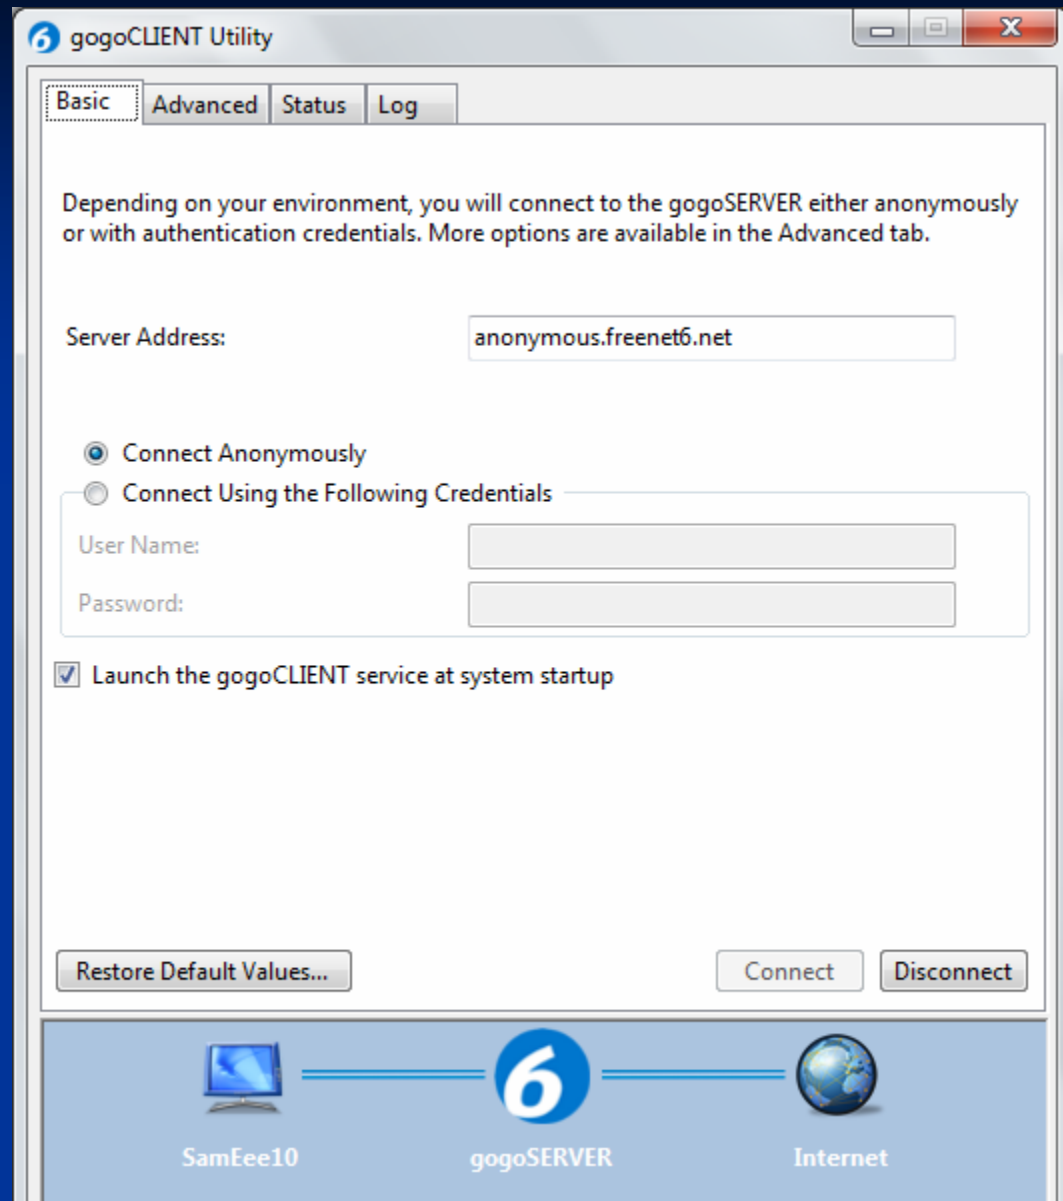 gogoCLIENT Utility
Basic Advanced Status Log
Depending on your environment, you will connect to the gogoSERVER either anonymously
or with authentication credentials. More options are available in the Advanced tab.
Server Address: anonymous.freenet6.net
Connect Anonymously
Connect Using the Following Credentials
User Name:
Password:
Launch the gogoCLIENT service at system startup
Restore Default Values... Connect Disconnect
6
SamEee10 gogoSERVER Internet